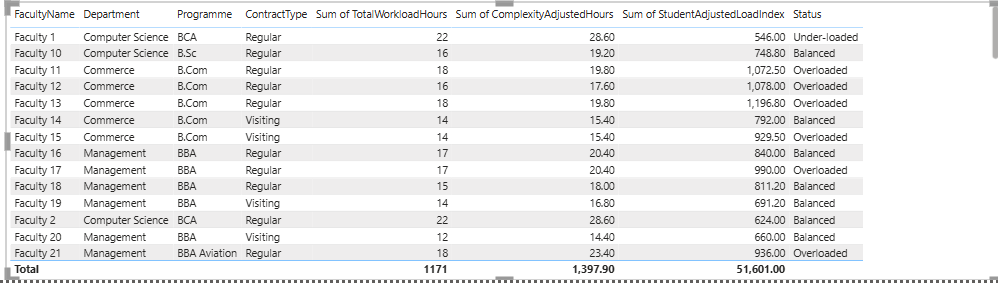 FacultyName Department Programme ContractType Sum of TotalWorkloadHours Sum of ComplexityAdjustedHours Sum of StudentAdjustedLoadIndex Status
Faculty 1 Computer Science BCA Regular 22 28.60 546.00 Under-loaded
Faculty 10 Computer Science B.Sc Regular 16 19.20 748.80 Balanced
Faculty 11 Commerce B.Com Regular 18 19.80 1,072.50 Overloaded
Faculty 12 Commerce B.Com Regular 16 17.60 1,078.00 Overloaded
Faculty 13 Commerce B.Com Regular 18 19.80 1,196.80 Overloaded
Faculty 14 Commerce B.Com Visiting 14 15.40 792.00 Balanced
Faculty 15 Commerce B.Com Visiting 14 15.40 929.50 Overloaded
Faculty 16 Management BBA Regular 17 20.40 840.00 Balanced
Faculty 17 Management BBA Regular 17 20.40 990.00 Overloaded
Faculty 18 Management BBA Regular 15 18.00 811.20 Balanced
Faculty 19 Management BBA Visiting 14 16.80 691.20 Balanced
Faculty 2 Computer Science BCA Regular 22 28.60 624.00 Balanced
Faculty 20 Management BBA Visiting 12 14.40 660.00 Balanced
Faculty 21 Management BBA Aviation Regular 18 23.40 936.00 Overloaded
Total 1171 1,397.90 51,601.00